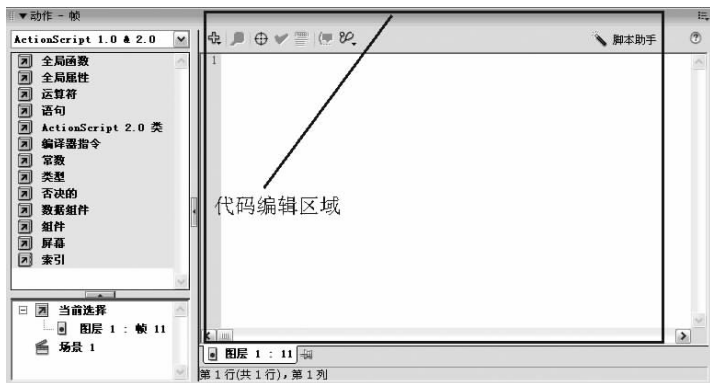 动作 - 帧
ActionScript 1.0 & 2.0
全局函数
全局属性
运算符
语句
ActionScript 2.0 类
编译器指令
常数
类型
否决的
数据组件
组件
屏幕
索引
当前选择
图层 1 : 帧 11
场景 1
脚本助手
1
代码编辑区域
图层 1 : 11
第 1 行(共 1 行), 第 1 列